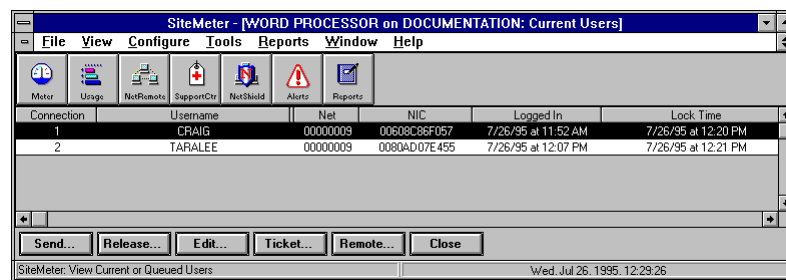 SiteMeter - [WORD PROCESSOR on DOCUMENTATION: Current Users]
File View Configure Tools Reports Window Help
Meter Usage NetRemote SupportCtr NetShield Alerts Reports
Connection Username Net NIC Logged In Lock Time
1 CRAIG 00000009 00608C86F057 7/26/95 at 11:52 AM 7/26/95 at 12:20 PM
2 TARALEE 00000009 0080AD07E455 7/26/95 at 12:07 PM 7/26/95 at 12:21 PM
Send... Release... Edit... Ticket... Remote... Close
SiteMeter: View Current or Queued Users Wed. Jul 26. 1995. 12:29:26